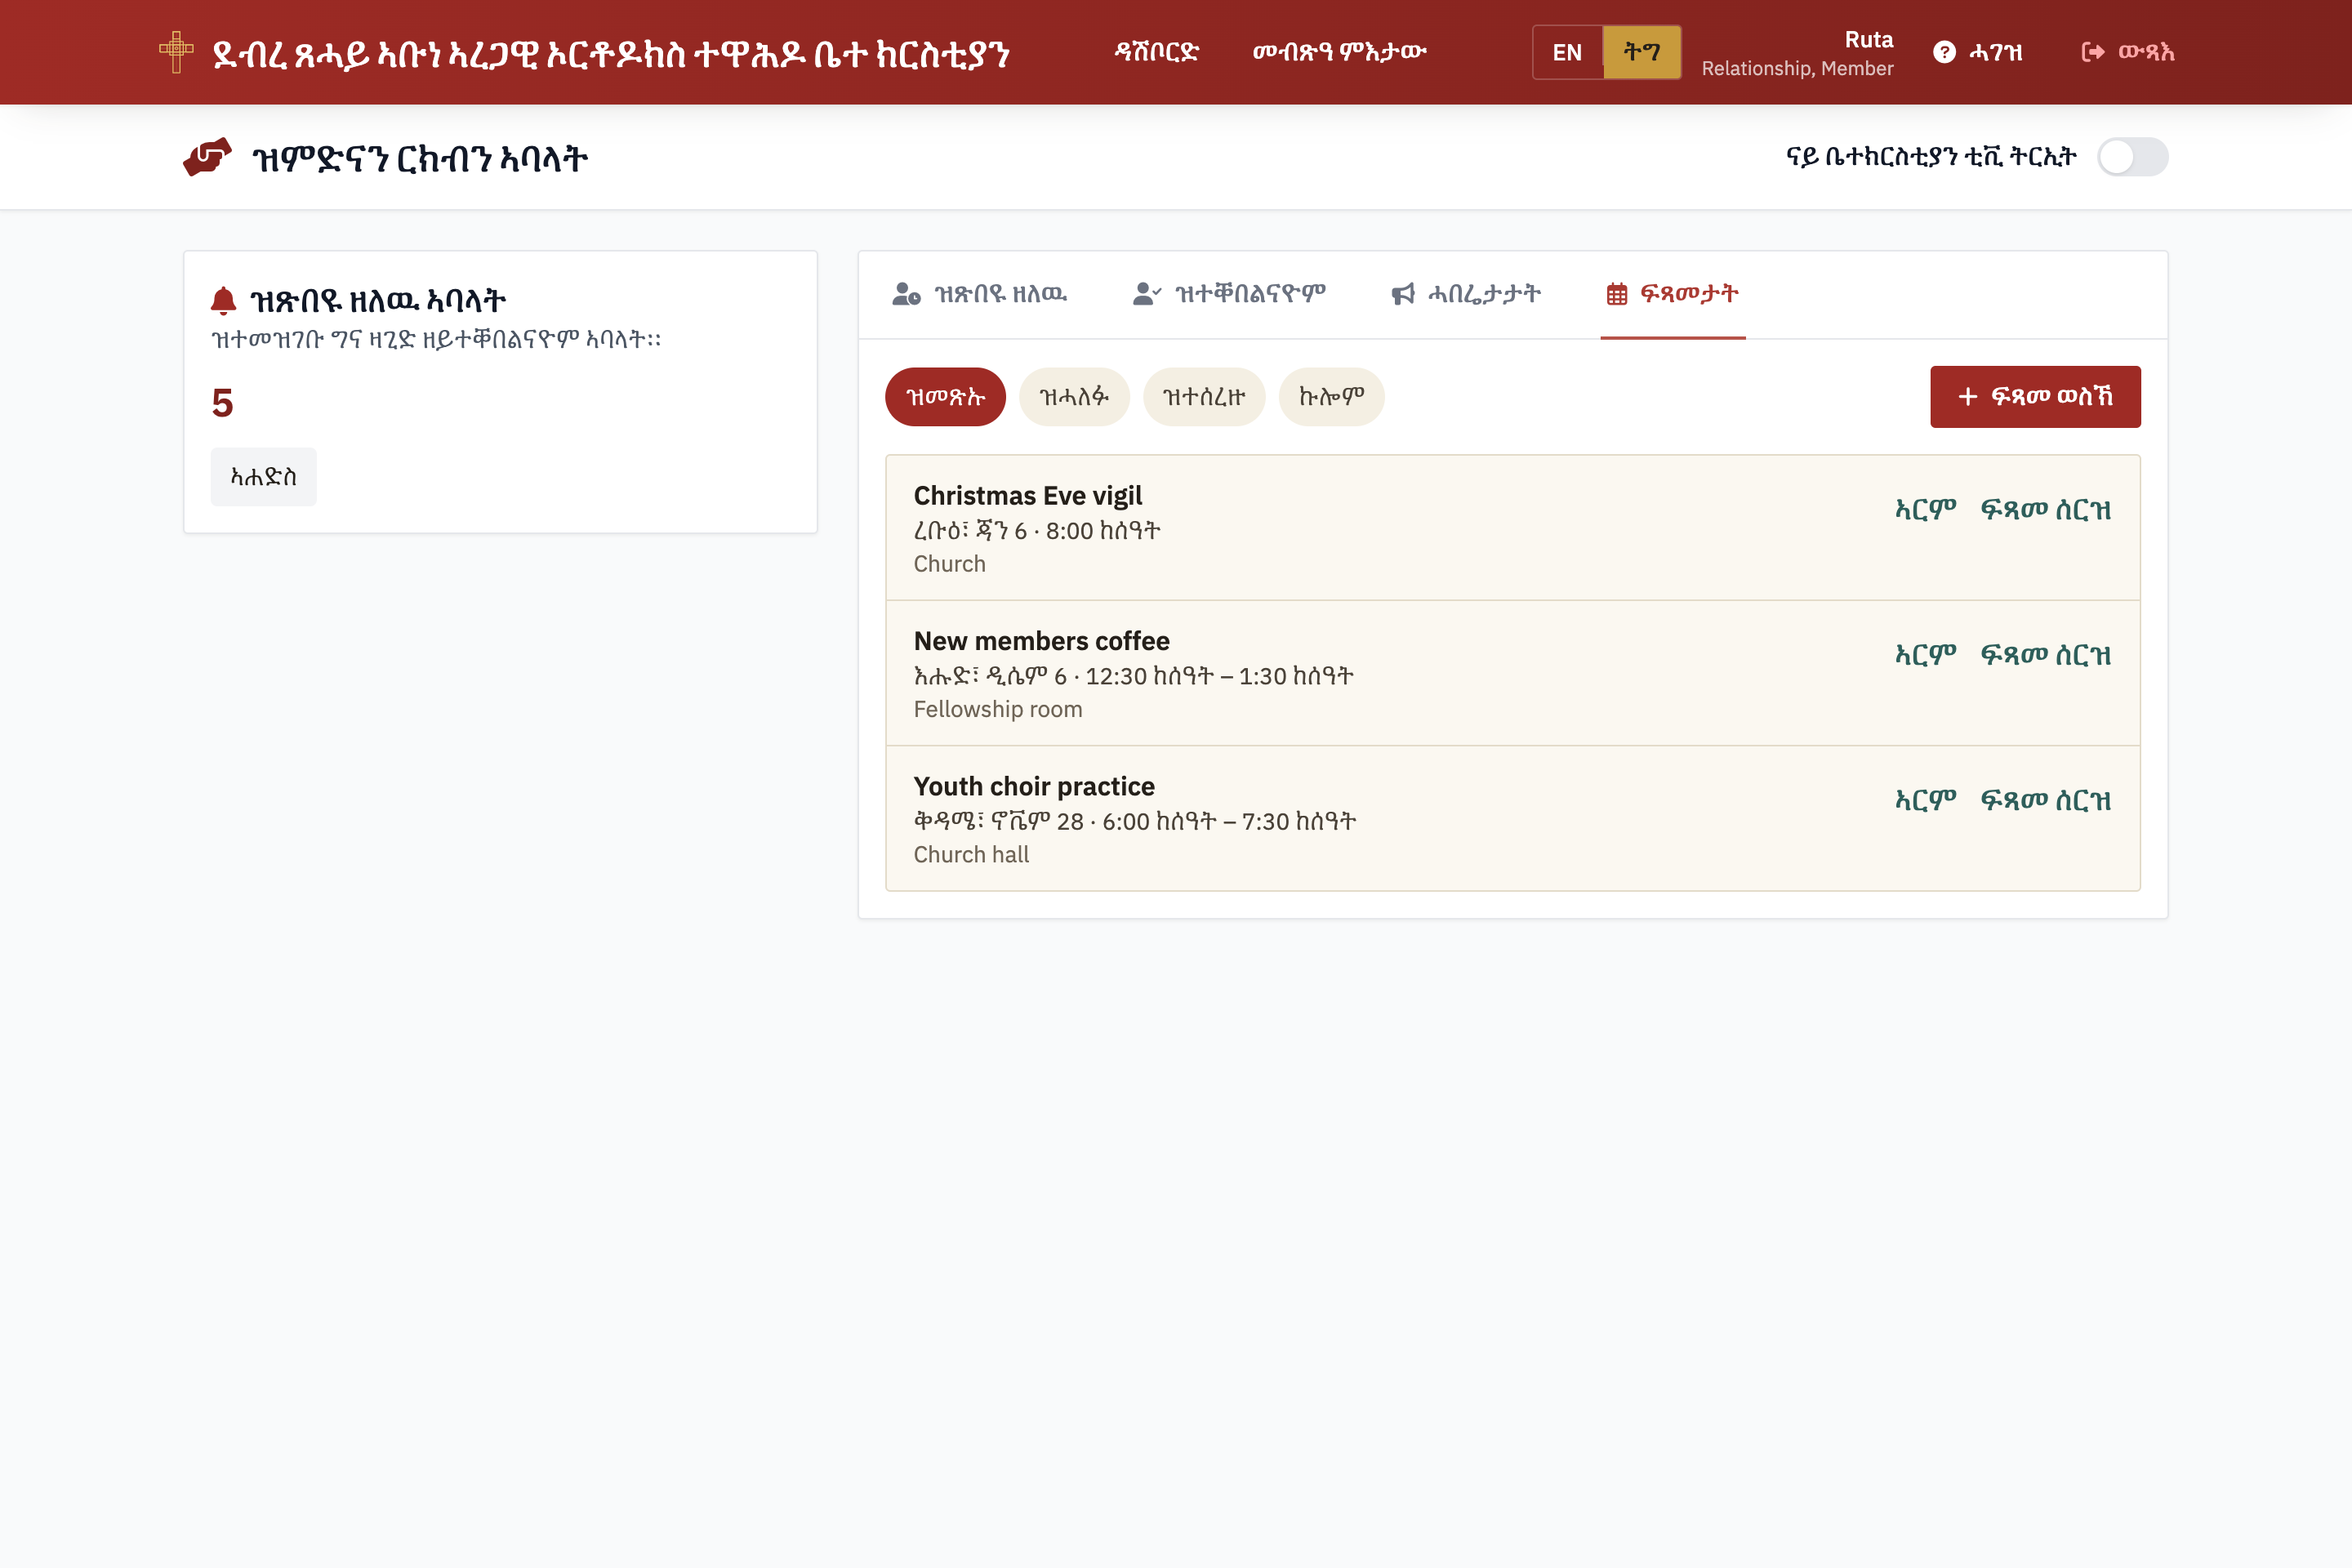 ደብረ ጸሓይ ኣቡነ ኣረጋዊ ኦርቶዶክስ ተዋሕዶ ቤተ ክርስቲያን
ዳሽቦርድ
መብጽዓ ምእታው
EN
ትግ
Ruta
Relationship, Member
ሓገዝ
ውጻእ
ዝምድናን ርክብን ኣባላት
ናይ ቤተክርስቲያን ቲቪ ትርኢት
ዝጽበዩ ዘለዉ ኣባላት
ዝተመዝገቡ ግና ዛጊድ ዘይተቐበልናዮም ኣባላት።
5
ኣሐድስ
ዝጽበዩ ዘለዉ
ዝተቐበልናዮም
ሓበሬታታት
ፍጻመታት
ዝመጽኡ
ዝሓለፉ
ዝተሰረዙ
ኩሎም
+ ፍጻመ ወስኽ
Christmas Eve vigil
ረቡዕ፣ ጃን 6 · 8:00 ከሰዓት
Church
ኣርም ፍጻመ ሰርዝ
New members coffee
እሑድ፣ ዲሴም 6 · 12:30 ከሰዓት – 1:30 ከሰዓት
Fellowship room
ኣርም ፍጻመ ሰርዝ
Youth choir practice
ቅዳሜ፣ ኖቬም 28 · 6:00 ከሰዓት – 7:30 ከሰዓት
Church hall
ኣርም ፍጻመ ሰርዝ